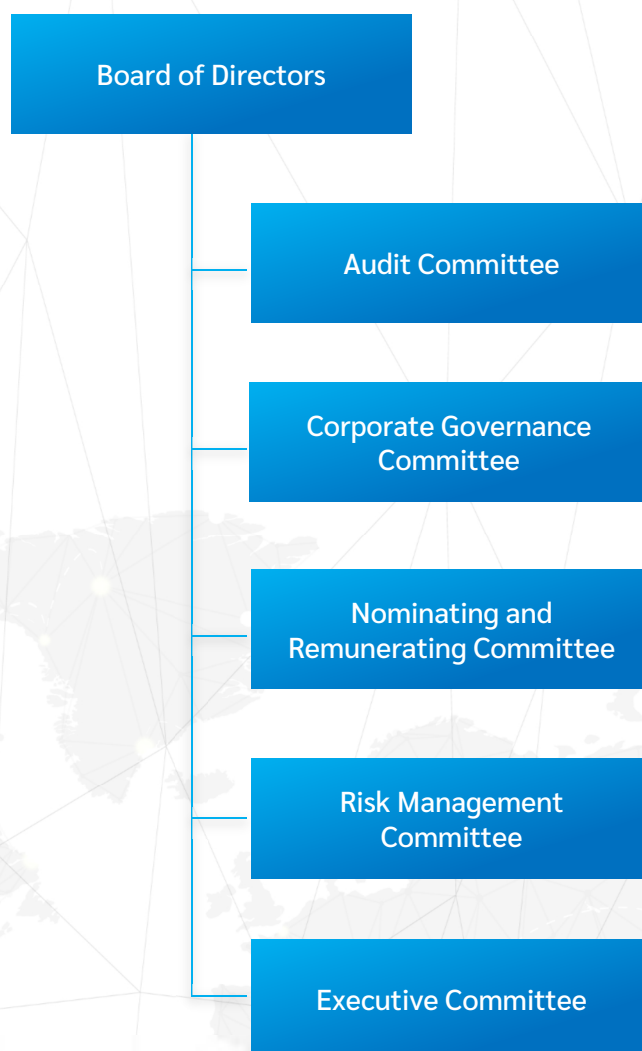 Board of Directors
Audit Committee
Corporate Governance
Committee
Nominating and
Remunerating Committee
Risk Management
Committee
Executive Committee